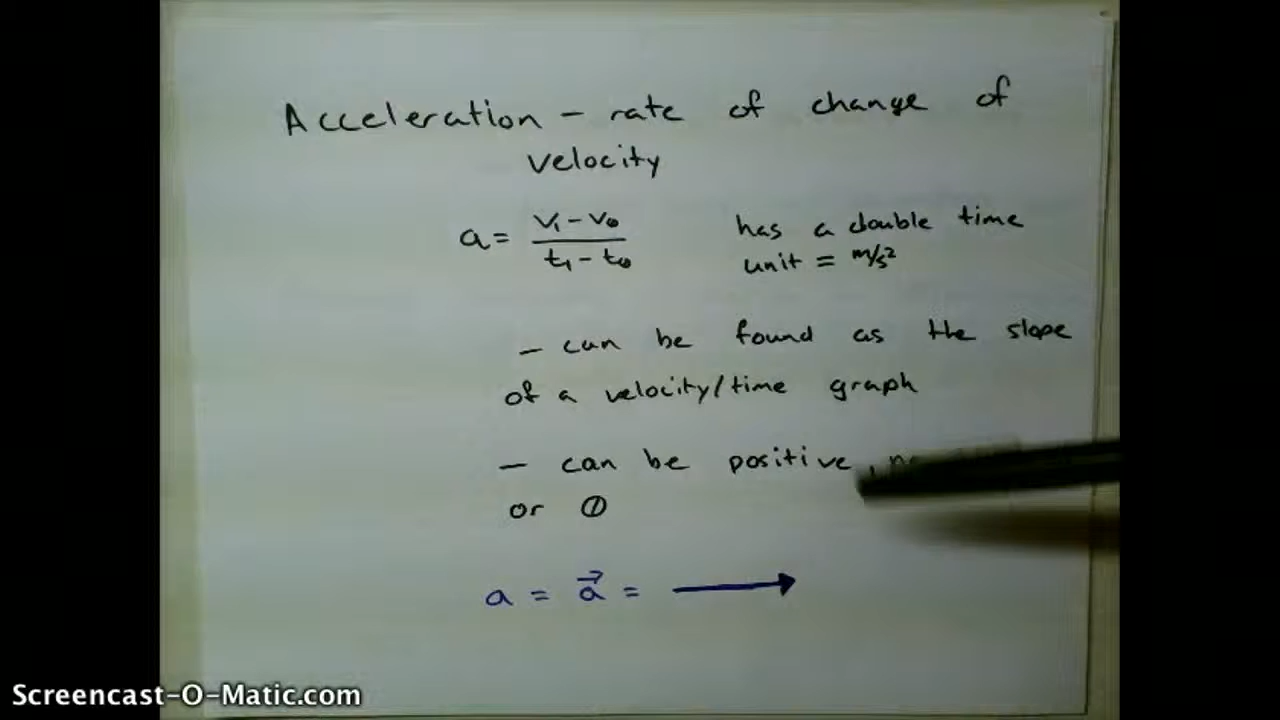 Acceleration - rate of change of
velocity
a = v₁ - v₀ / t₁ - t₀
has a double time
unit = m/s²
- can be found as the slope
of a velocity/time graph
- can be positive,
or 0
a = a⃗ = →
Screencast-O-Matic.com